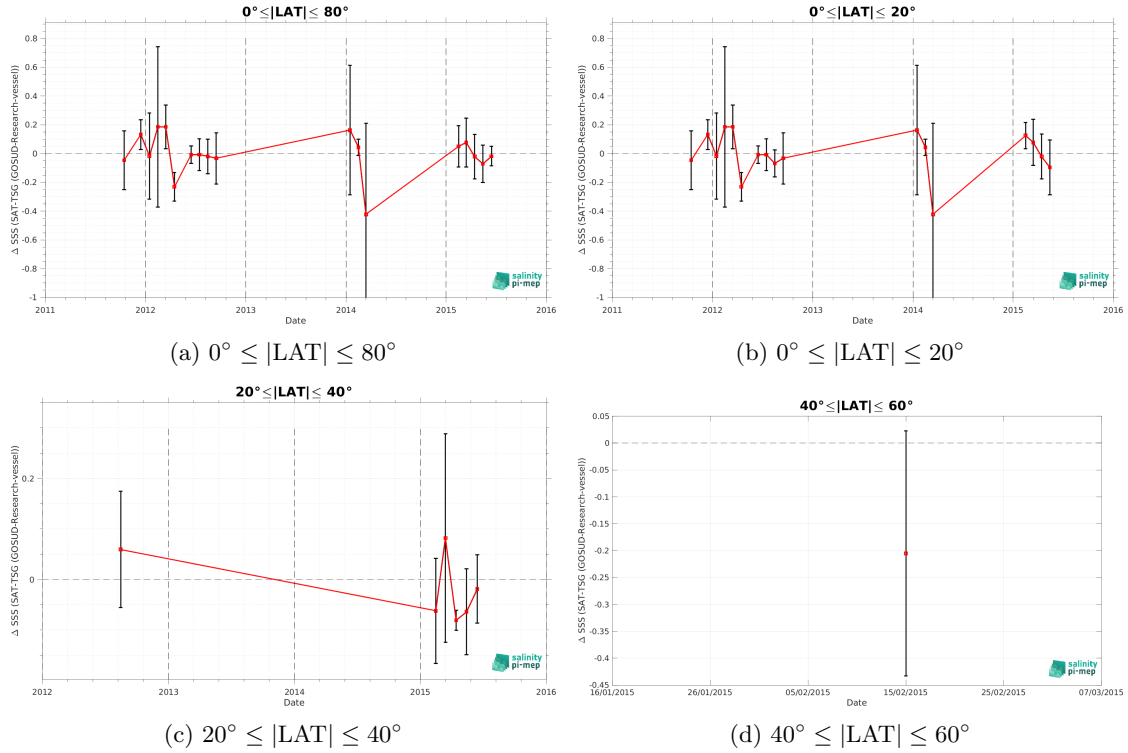 0°≤|LAT|≤ 80°
Δ SSS (SAT-TSG (GOSUD-Research-vessel))
0.8
0.6
0.4
0.2
0
-0.2
-0.4
-0.6
-0.8
-1
2011 2012 2013 2014 2015 2016
Date
salinity
pi-mep
(a) 0° ≤ |LAT| ≤ 80°
0°≤|LAT|≤ 20°
Δ SSS (SAT-TSG (GOSUD-Research-vessel))
0.8
0.6
0.4
0.2
0
-0.2
-0.4
-0.6
-0.8
-1
2011 2012 2013 2014 2015 2016
Date
salinity
pi-mep
(b) 0° ≤ |LAT| ≤ 20°
20°≤|LAT|≤ 40°
Δ SSS (SAT-TSG (GOSUD-Research-vessel))
0.2
0
2012 2013 2014 2015 2016
Date
salinity
pi-mep
(c) 20° ≤ |LAT| ≤ 40°
40°≤|LAT|≤ 60°
Δ SSS (SAT-TSG (GOSUD-Research-vessel))
0.05
0
-0.05
-0.1
-0.15
-0.2
-0.25
-0.3
-0.35
-0.4
-0.45
16/01/2015 26/01/2015 05/02/2015 15/02/2015 25/02/2015 07/03/2015
Date
salinity
pi-mep
(d) 40° ≤ |LAT| ≤ 60°